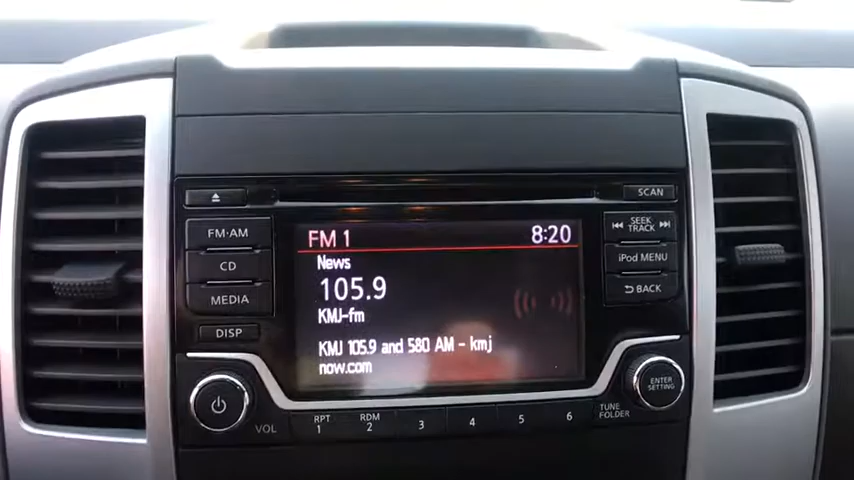 SCAN
FM·AM
CD
MEDIA
DISP
VOL
FM 1 8:20
News
105.9
KMJ-fm
KMJ 105.9 and 580 AM - kmj
now.com
SEEK
TRACK
iPod MENU
BACK
ENTER
SETTING
TUNE
FOLDER
RPT
1
RDM
2
3
4
5
6